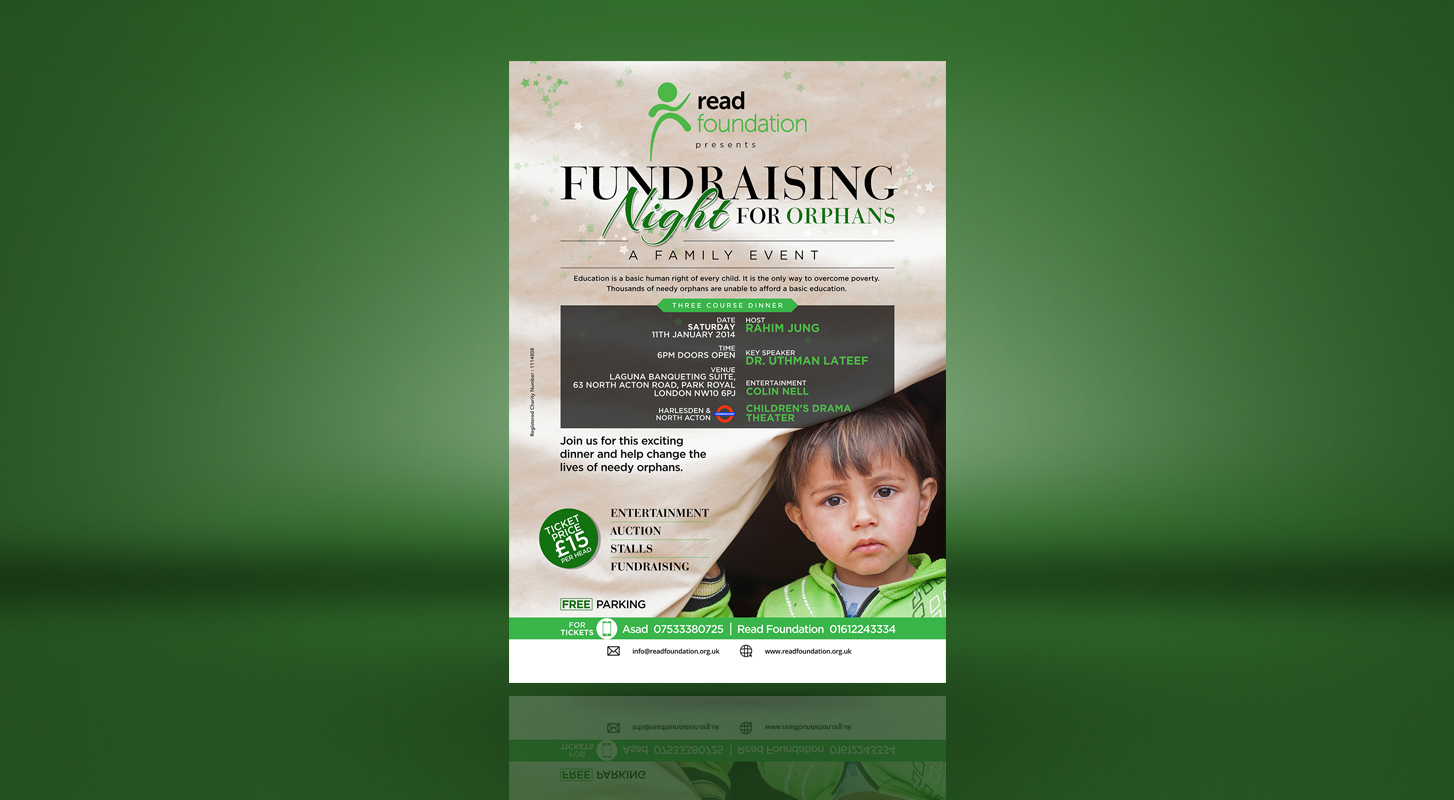 read
foundation
presents
FUNDRAISING
Night FOR ORPHANS
A FAMILY EVENT
Education is a basic human right of every child. It is the only way to overcome poverty.
Thousands of needy orphans are unable to afford a basic education.
THREE COURSE DINNER
DATE
SATURDAY
11TH JANUARY 2014
TIME
6PM DOORS OPEN
VENUE
LAGUNA BANQUETING SUITE,
63 NORTH ACTON ROAD, PARK ROYAL
LONDON NW10 6PJ
HARLESDEN &
NORTH ACTON
HOST
RAHIM JUNG
KEY SPEAKER
DR. UTHMAN LATEEF
ENTERTAINMENT
COLIN NELL
CHILDREN'S DRAMA
THEATER
Registered Charity Number : 1114808
Join us for this exciting
dinner and help change the
lives of needy orphans.
TICKET
PRICE
£15
PER HEAD
ENTERTAINMENT
AUCTION
STALLS
FUNDRAISING
FREE PARKING
FOR
TICKETS
Asad 07533380725 | Read Foundation 01612243334
info@readfoundation.org.uk www.readfoundation.org.uk